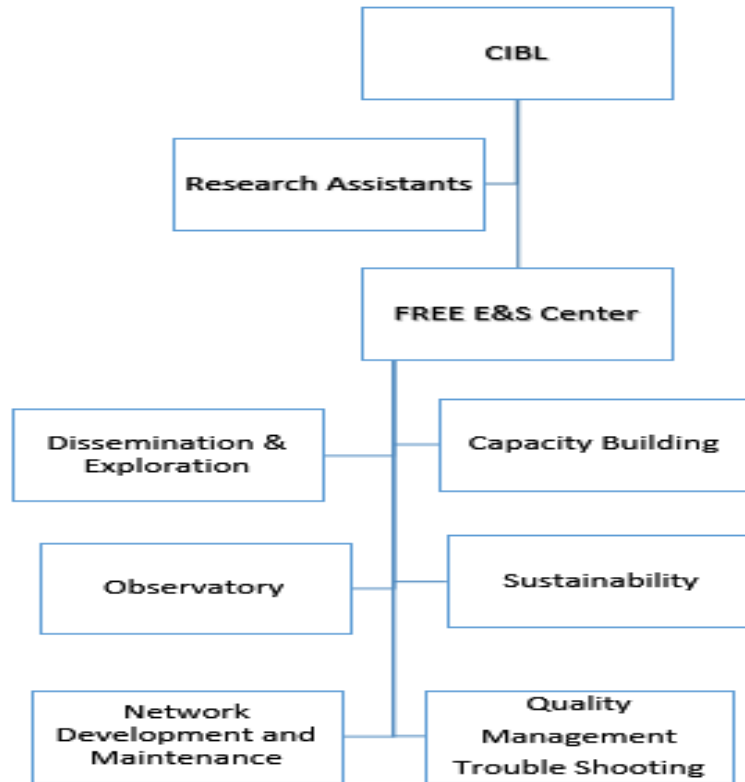 CIBL
Research Assistants
FREE E&S Center
Dissemination &
Exploration
Capacity Building
Observatory
Sustainability
Network
Development and
Maintenance
Quality
Management
Trouble Shooting